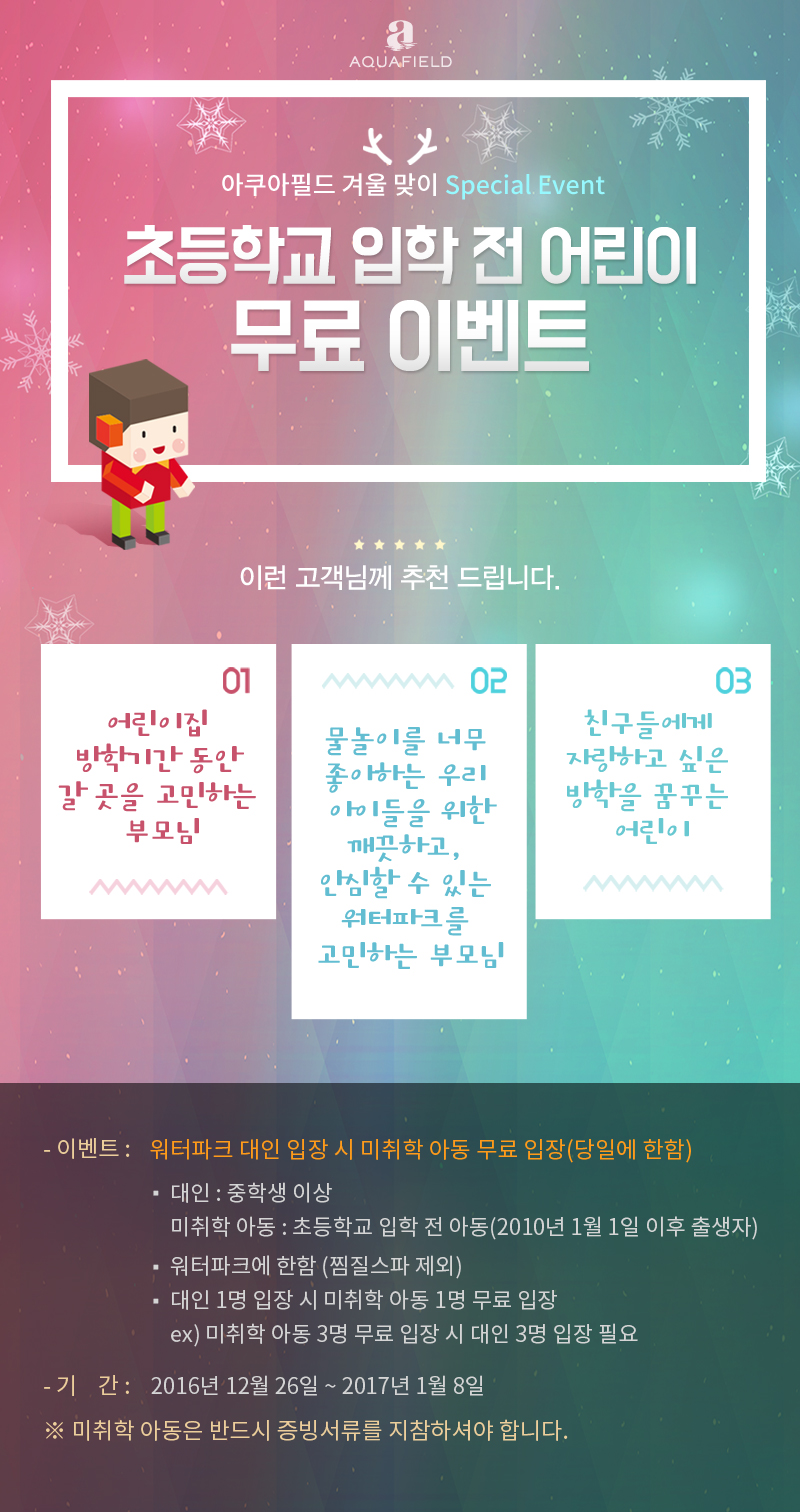 a
AQUAFIELD
아쿠아필드 겨울 맞이 Special Event
초등학교 입학 전 어린이
무료 이벤트
이런 고객님께 추천 드립니다.
01
어린이집
방학기간 동안
갈 곳을 고민하는
부모님
02
물놀이를 너무
좋아하는 우리
아이들을 위한
깨끗하고,
안심할 수 있는
워터파크를
고민하는 부모님
03
친구들에게
자랑하고 싶은
방학을 꿈꾸는
어린이
- 이벤트 : 워터파크 대인 입장 시 미취학 아동 무료 입장(당일에 한함)
▪ 대인 : 중학생 이상
미취학 아동 : 초등학교 입학 전 아동(2010년 1월 1일 이후 출생자)
▪ 워터파크에 한함 (찜질스파 제외)
▪ 대인 1명 입장 시 미취학 아동 1명 무료 입장
ex) 미취학 아동 3명 무료 입장 시 대인 3명 입장 필요
- 기 간 : 2016년 12월 26일 ~ 2017년 1월 8일
※ 미취학 아동은 반드시 증빙서류를 지참하셔야 합니다.